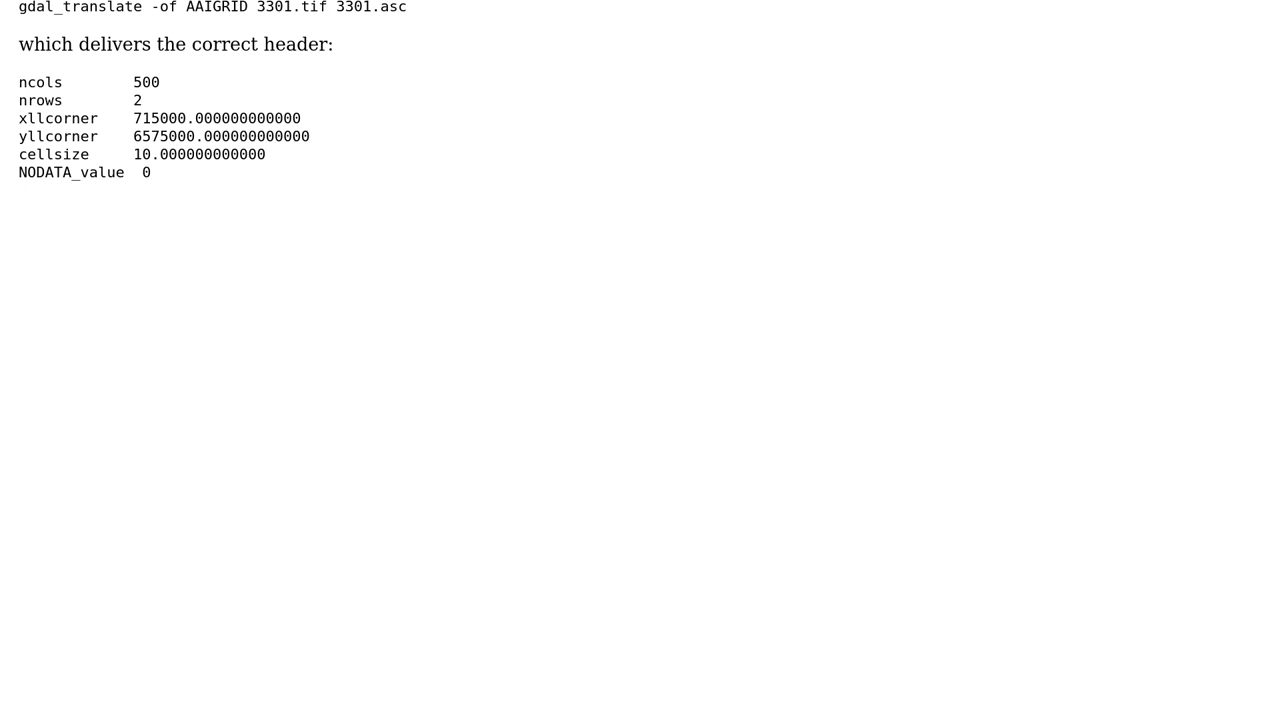 gdal_translate -of AAIGRID 3301.tif 3301.asc
which delivers the correct header:
ncols        500
nrows        2
xllcorner    715000.000000000000
yllcorner    6575000.000000000000
cellsize     10.000000000000
NODATA_value  0